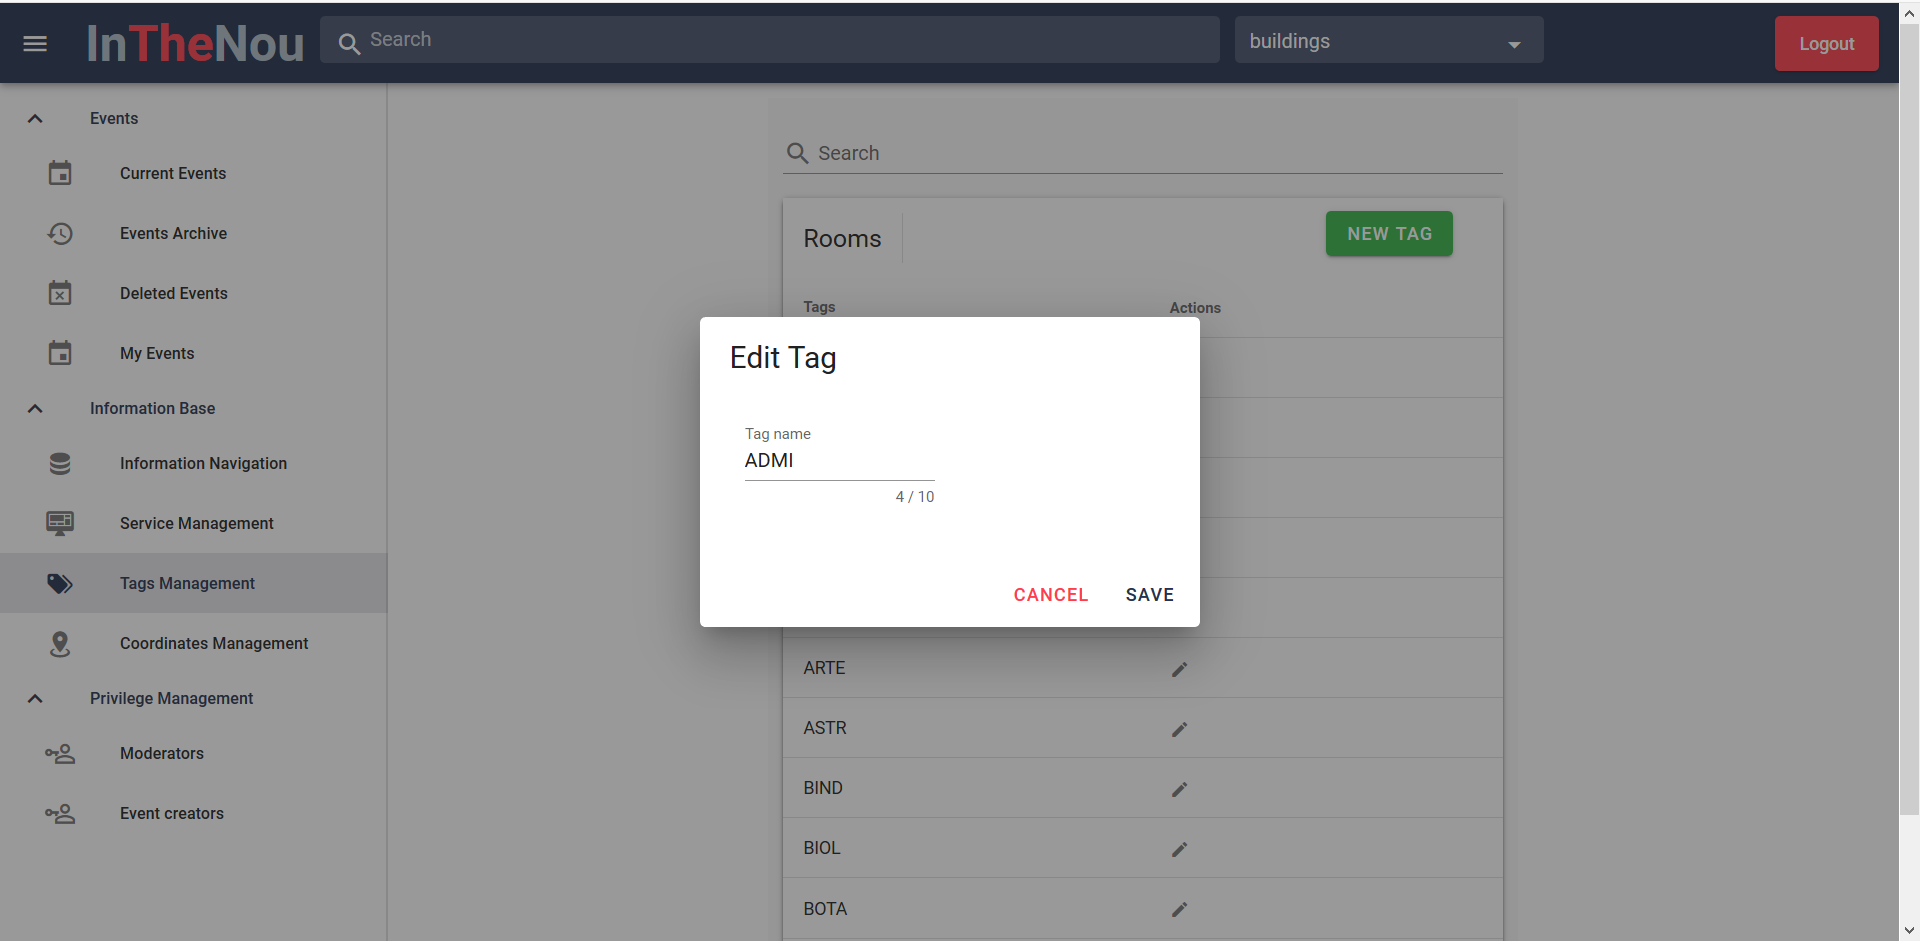 InTheNou
Search
buildings
Logout
Events
Current Events
Events Archive
Deleted Events
My Events
Information Base
Information Navigation
Service Management
Tags Management
Coordinates Management
Privilege Management
Moderators
Event creators
Search
Rooms
NEW TAG
Tags Actions
Edit Tag
Tag name
ADMI
4 / 10
CANCEL SAVE
ARTE
ASTR
BIND
BIOL
BOTA